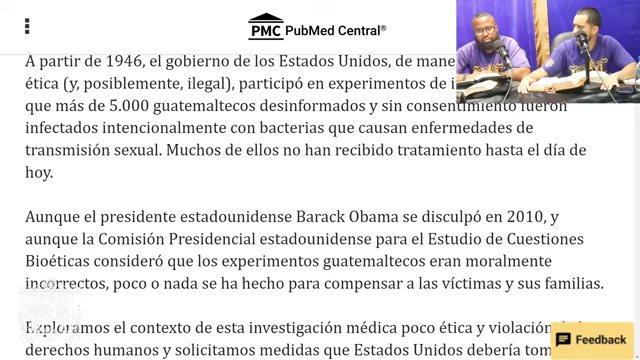 PMC PubMed Central®
A partir de 1946, el gobierno de los Estados Unidos, de
ética (y, posiblemente, ilegal), participó en experimentos de
que más de 5.000 guatemaltecos desinformados y sin consentimiento fueron
infectados intencionalmente con bacterias que causan enfermedades de
transmisión sexual. Muchos de ellos no han recibido tratamiento hasta el día de
hoy.
Aunque el presidente estadounidense Barack Obama se disculpó en 2010, y
aunque la Comisión Presidencial estadounidense para el Estudio de Cuestiones
Bioéticas consideró que los experimentos guatemaltecos eran moralmente
incorrectos, poco o nada se ha hecho para compensar a las víctimas y sus familias.
Exploramos el contexto de esta investigación médica poco ética y violación
derechos humanos y solicitamos medidas que Estados Unidos debería
Feedback